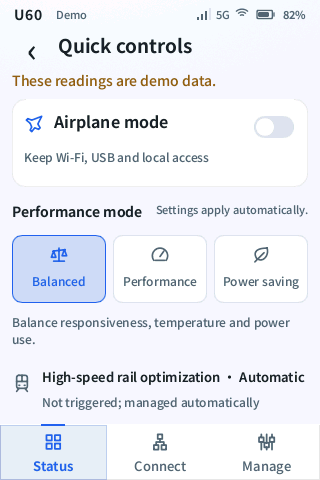 U60 Demo 5G 82%
Quick controls
These readings are demo data.
Airplane mode
Keep Wi-Fi, USB and local access
Performance mode Settings apply automatically.
Balanced Performance Power saving
Balance responsiveness, temperature and power
use.
High-speed rail optimization • Automatic
Not triggered; managed automatically
Status Connect Manage